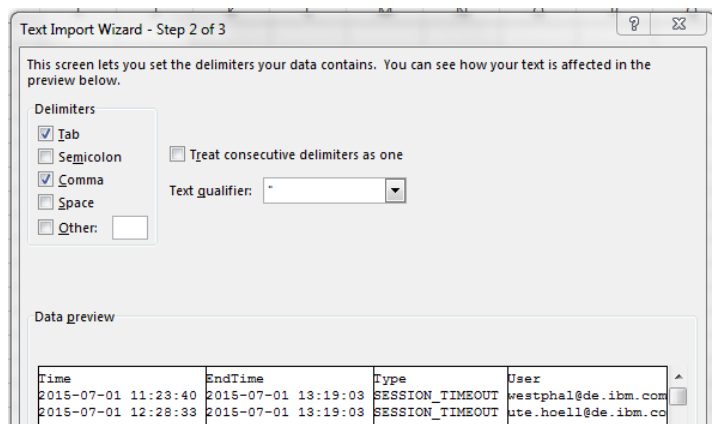 Text Import Wizard - Step 2 of 3
This screen lets you set the delimiters your data contains. You can see how your text is affected in the
preview below.
Delimiters
Tab
Semicolon
Comma
Space
Other:
Treat consecutive delimiters as one
Text qualifier: "
Data preview
Time EndTime Type User
2015-07-01 11:23:40 2015-07-01 13:19:03 SESSION_TIMEOUT westphal@de.ibm.com
2015-07-01 12:28:33 2015-07-01 13:19:03 SESSION_TIMEOUT ute.hoell@de.ibm.co